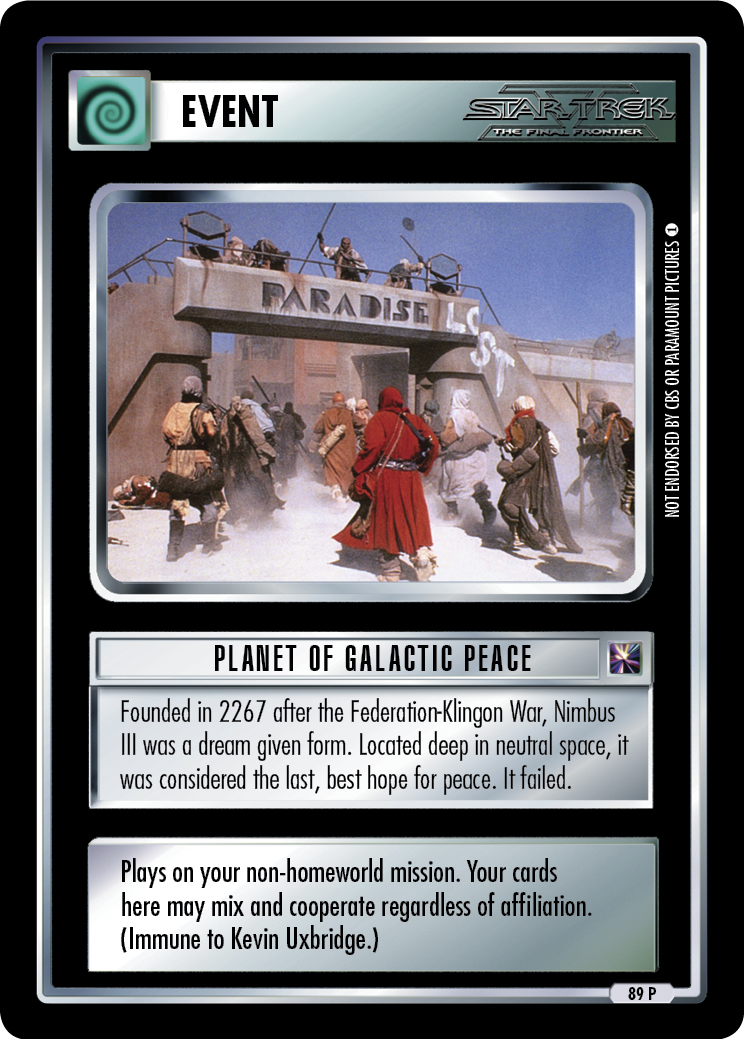 EVENT
STAR TREK V
THE FINAL FRONTIER
PARADISE LOST
NOT ENDORSED BY CBS OR PARAMOUNT PICTURES 1
PLANET OF GALACTIC PEACE
Founded in 2267 after the Federation-Klingon War, Nimbus
III was a dream given form. Located deep in neutral space, it
was considered the last, best hope for peace. It failed.
Plays on your non-homeworld mission. Your cards
here may mix and cooperate regardless of affiliation.
(Immune to Kevin Uxbridge.)
89 P